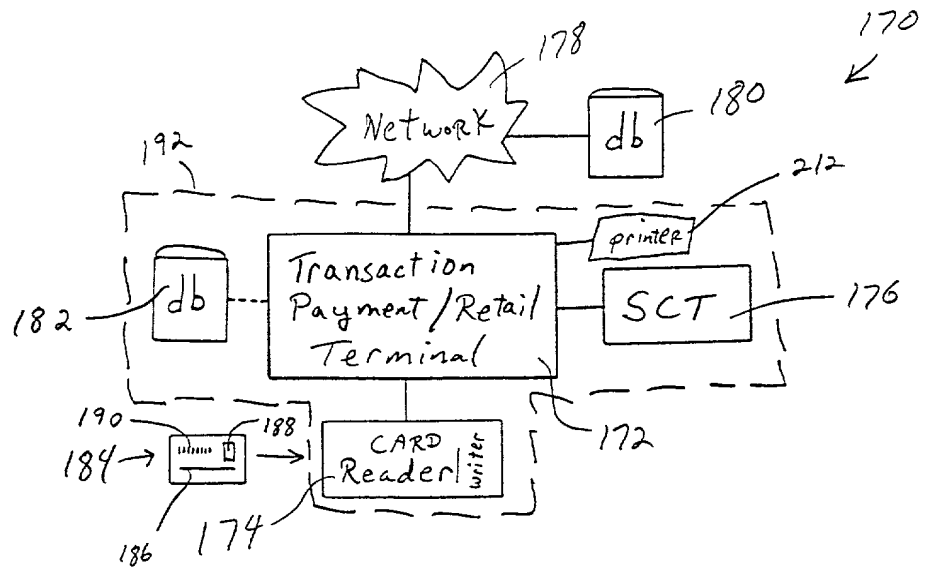 170
178
Network
db
180
192
212
printer
Transaction
Payment/Retail
Terminal
db
182
SCT
176
190
188
184
186
CARD
Reader/
writer
172
174